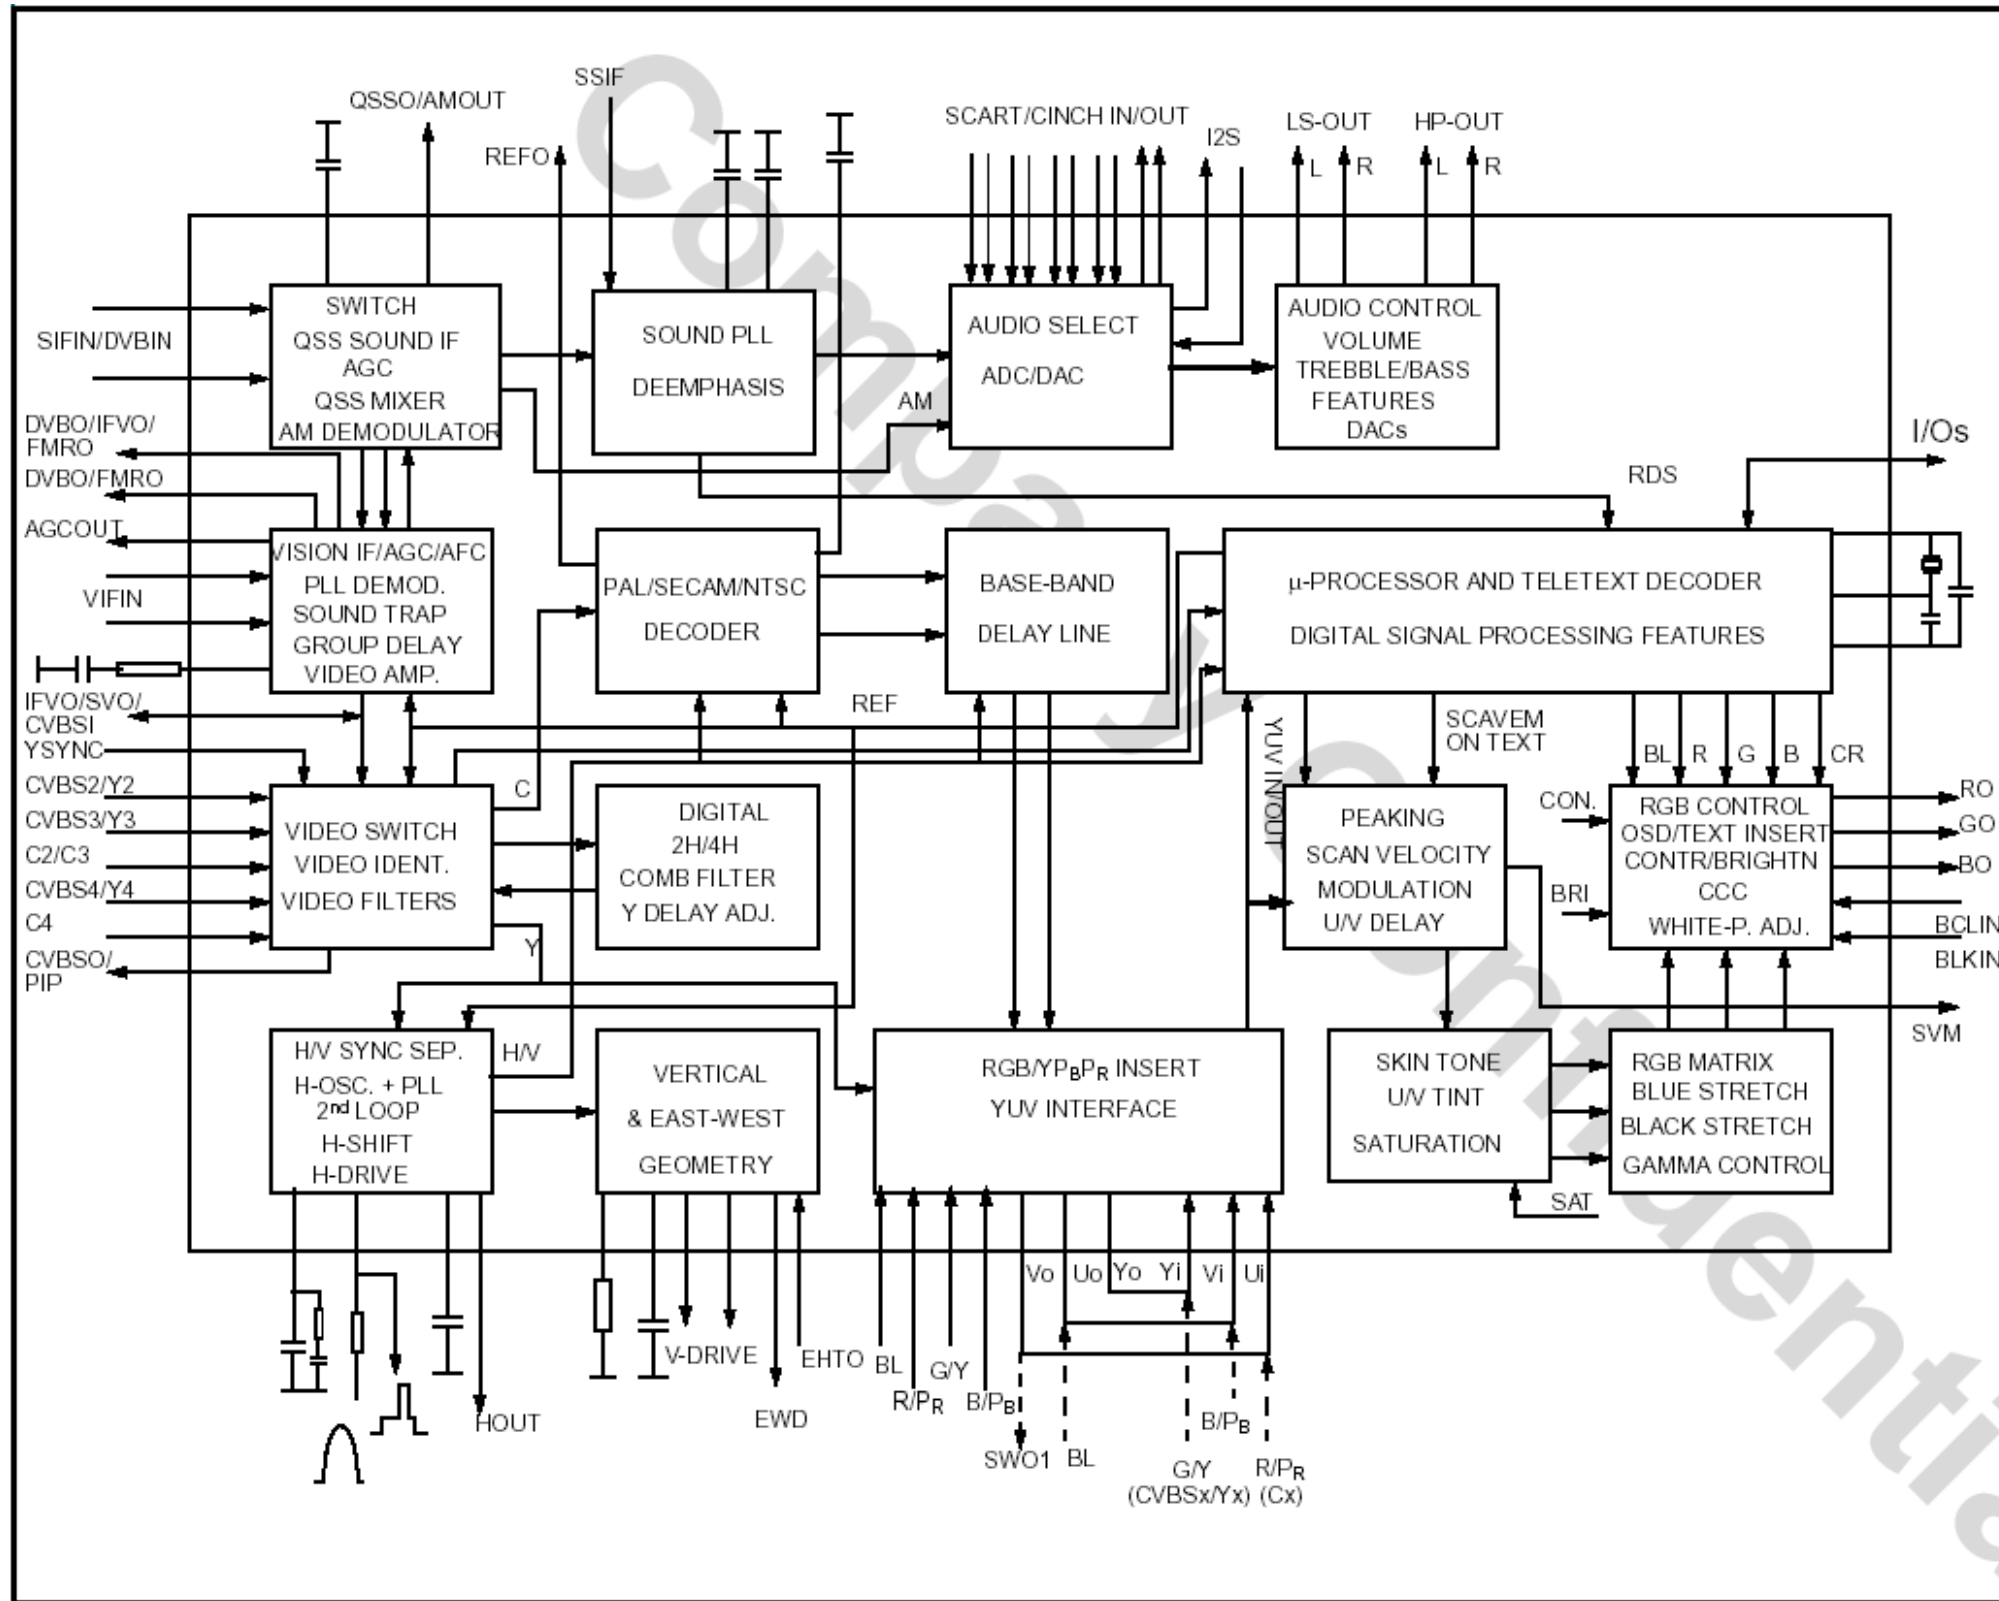 SSIF
QSSO/AMOUT
SCART/CINCH IN/OUT
LS-OUT
HP-OUT
REFO
I2S
L
R
L
R
SIFIN/DVBIN
SWITCH
QSS SOUND IF
AGC
QSS MIXER
AM DEMODULATOR
SOUND PLL
DEEMPHASIS
AUDIO SELECT
ADC/DAC
AM
AUDIO CONTROL
VOLUME
TREBBLE/BASS
FEATURES
DACs
DVBO/IFVO/
FMRO
DVBO/FMRO
AGCOUT
VIFIN
I/Os
RDS
VISION IF/AGC/AFC
PLL DEMOD.
SOUND TRAP
GROUP DELAY
VIDEO AMP.
PAL/SECAM/NTSC
DECODER
BASE-BAND
DELAY LINE
µ-PROCESSOR AND TELETEXT DECODER
DIGITAL SIGNAL PROCESSING FEATURES
IFVO/SVO/
CVBSI
YSYNC
CVBS2/Y2
CVBS3/Y3
C2/C3
CVBS4/Y4
C4
CVBSO/
PIP
REF
YUV IN/OUT
SCAVEM
ON TEXT
BL
R
G
B
CR
C
VIDEO SWITCH
VIDEO IDENT.
VIDEO FILTERS
DIGITAL
2H/4H
COMB FILTER
Y DELAY ADJ.
Y
PEAKING
SCAN VELOCITY
MODULATION
U/V DELAY
CON.
BRI
RGB CONTROL
OSD/TEXT INSERT
CONTR/BRIGHTN
CCC
WHITE-P. ADJ.
RO
GO
BO
BCLIN
BLKIN
SVM
H/V SYNC SEP.
H-OSC. + PLL
2nd LOOP
H-SHIFT
H-DRIVE
H/V
VERTICAL
& EAST-WEST
GEOMETRY
RGB/YPBPR INSERT
YUV INTERFACE
SKIN TONE
U/V TINT
SATURATION
RGB MATRIX
BLUE STRETCH
BLACK STRETCH
GAMMA CONTROL
SAT
Vo
Uo
Yo
Yi
Vi
Ui
HOUT
V-DRIVE
EWD
EHTO
BL
R/PR
G/Y
B/PB
SWO1
BL
G/Y
(CVBSx/Yx)
B/PB
R/PR
(Cx)
Company Confidentia